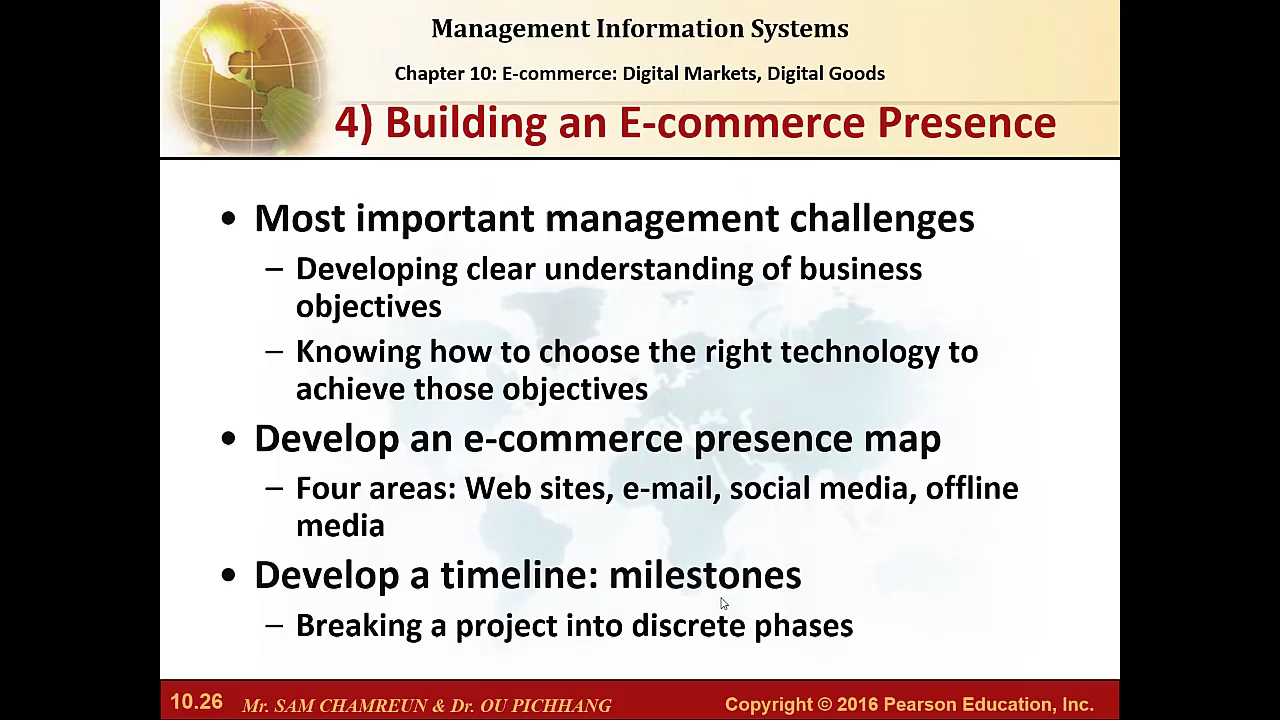 Management Information Systems
Chapter 10: E-commerce: Digital Markets, Digital Goods
4) Building an E-commerce Presence
• Most important management challenges
– Developing clear understanding of business
objectives
– Knowing how to choose the right technology to
achieve those objectives
• Develop an e-commerce presence map
– Four areas: Web sites, e-mail, social media, offline
media
• Develop a timeline: milestones
– Breaking a project into discrete phases
10.26 Mr. SAM CHAMREUN & Dr. OU PICHHANG Copyright © 2016 Pearson Education, Inc.